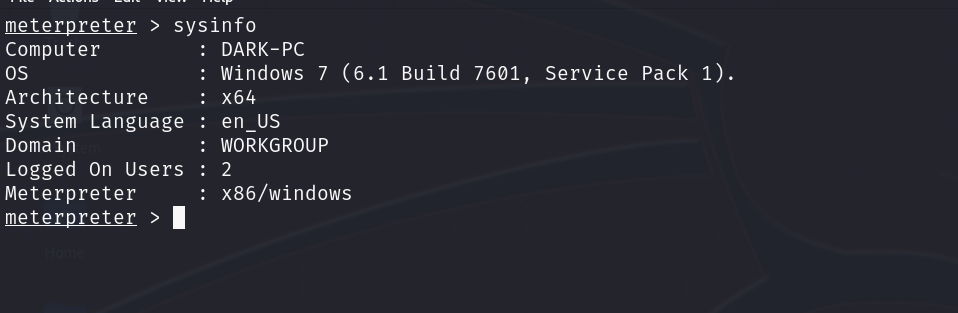 File Actions Edit View Help
meterpreter > sysinfo
Computer        : DARK-PC
OS              : Windows 7 (6.1 Build 7601, Service Pack 1).
Architecture    : x64
System Language : en_US
Domain          : WORKGROUP
Logged On Users : 2
Meterpreter     : x86/windows
meterpreter >
Home